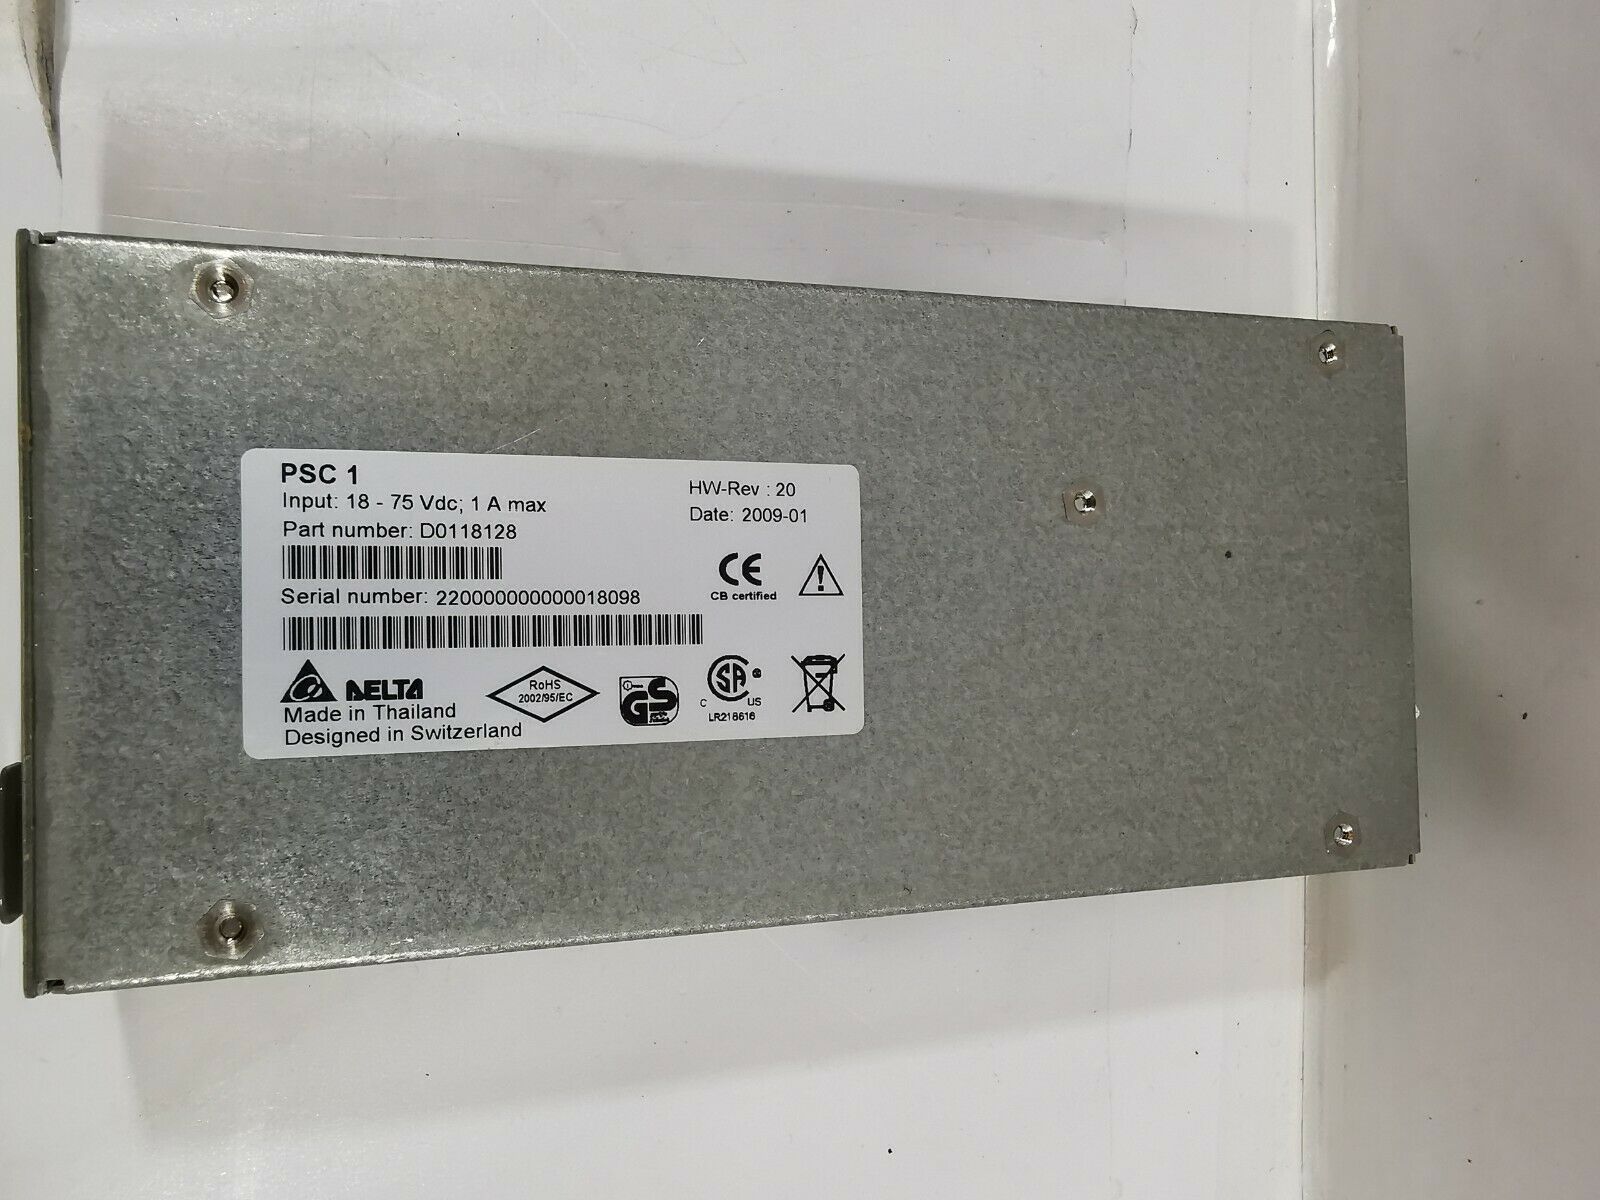 PSC 1
Input: 18 - 75 Vdc; 1 A max
Part number: D0118128
HW-Rev : 20
Date: 2009-01
CE
CB certified
Serial number: 220000000000018098
DELTA
Made in Thailand
Designed in Switzerland
RoHS
2002/95/EC
GS
SA
C US
LR218616